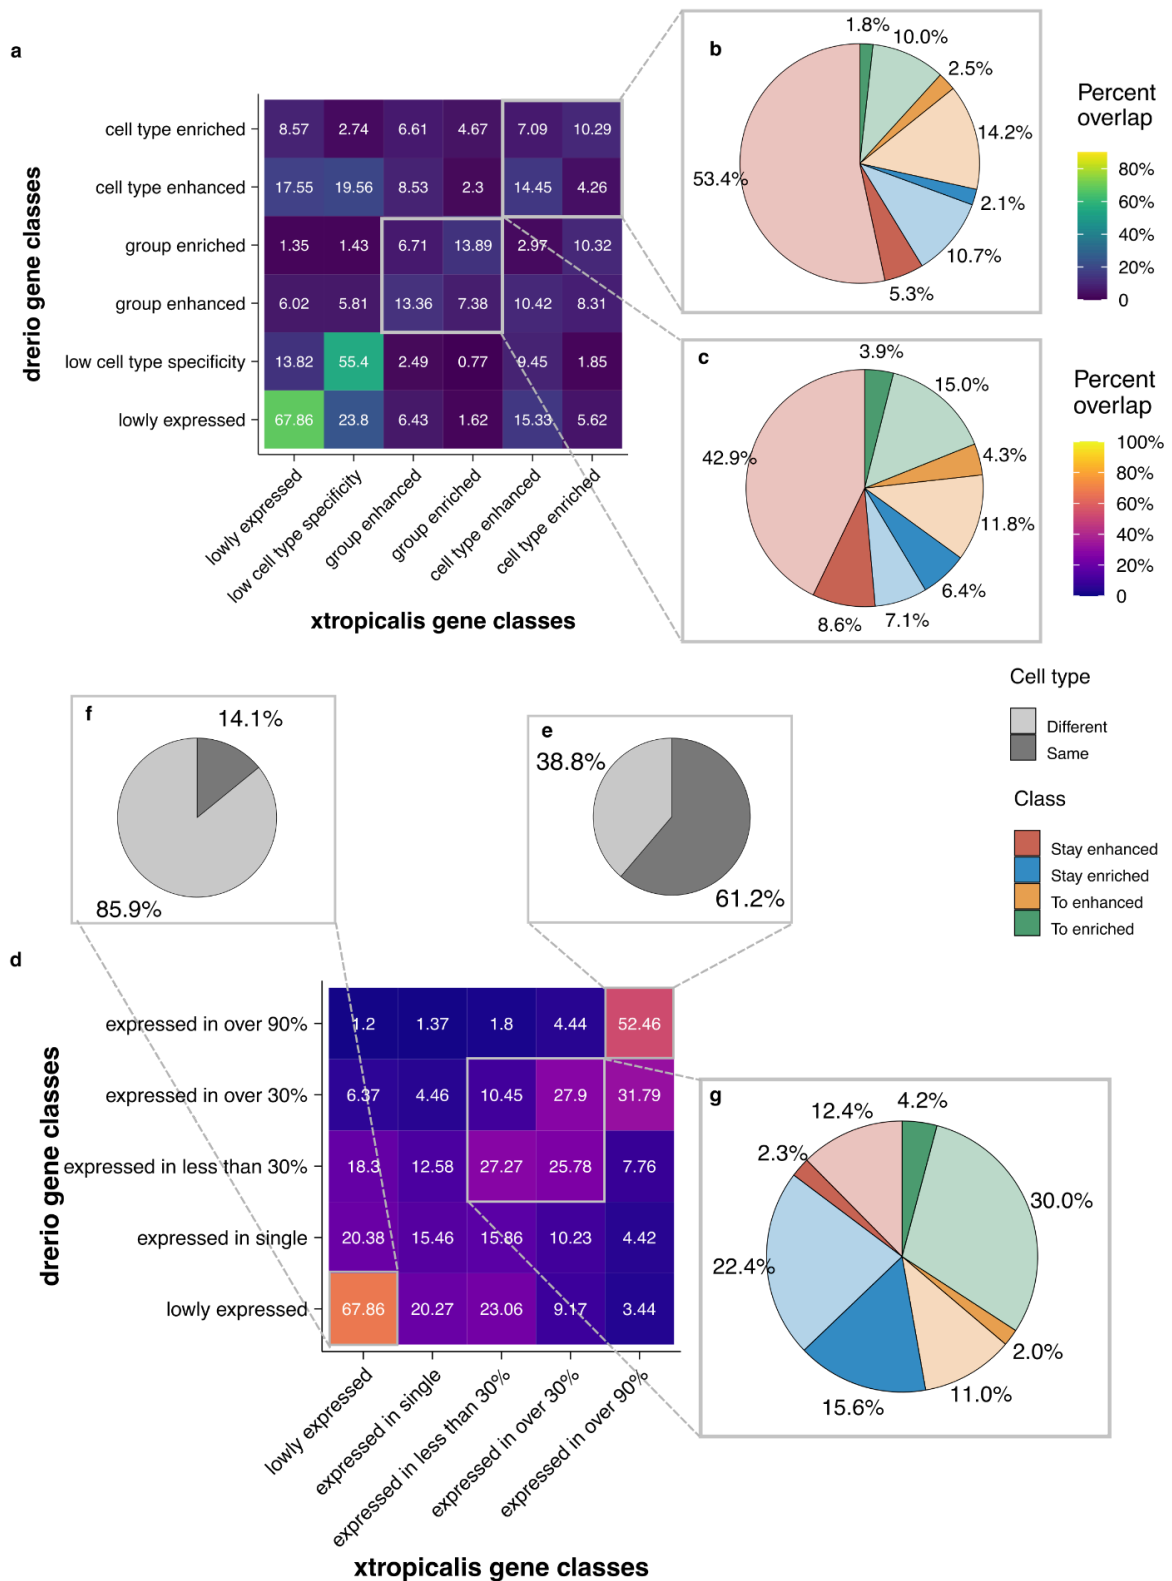 a
drerio gene classes
cell type enriched
8.57 2.74 6.61 4.67 7.09 10.29
cell type enhanced
17.55 19.56 8.53 2.3 14.45 4.26
group enriched
1.35 1.43 6.71 13.89 2.97 10.32
group enhanced
6.02 5.81 13.36 7.38 10.42 8.31
low cell type specificity
13.82 55.4 2.49 0.77 9.45 1.85
lowly expressed
67.86 23.8 6.43 1.62 15.33 5.62
lowly expressed
low cell type specificity
group enhanced
group enriched
cell type enhanced
cell type enriched
xtropicalis gene classes
b
1.8%
10.0%
2.5%
14.2%
2.1%
10.7%
5.3%
53.4%
Percent
overlap
80%
60%
40%
20%
0
c
3.9%
15.0%
4.3%
11.8%
6.4%
7.1%
8.6%
42.9%
Percent
overlap
100%
80%
60%
40%
20%
0
Cell type
Different
Same
Class
Stay enhanced
Stay enriched
To enhanced
To enriched
f
14.1%
85.9%
e
38.8%
61.2%
d
drerio gene classes
expressed in over 90%
1.2 1.37 1.8 4.44 52.46
expressed in over 30%
6.37 4.46 10.45 27.9 31.79
expressed in less than 30%
18.3 12.58 27.27 25.78 7.76
expressed in single
20.38 15.46 15.86 10.23 4.42
lowly expressed
67.86 20.27 23.06 9.17 3.44
lowly expressed
expressed in single
expressed in less than 30%
expressed in over 30%
expressed in over 90%
xtropicalis gene classes
g
4.2%
30.0%
2.0%
11.0%
15.6%
22.4%
2.3%
12.4%